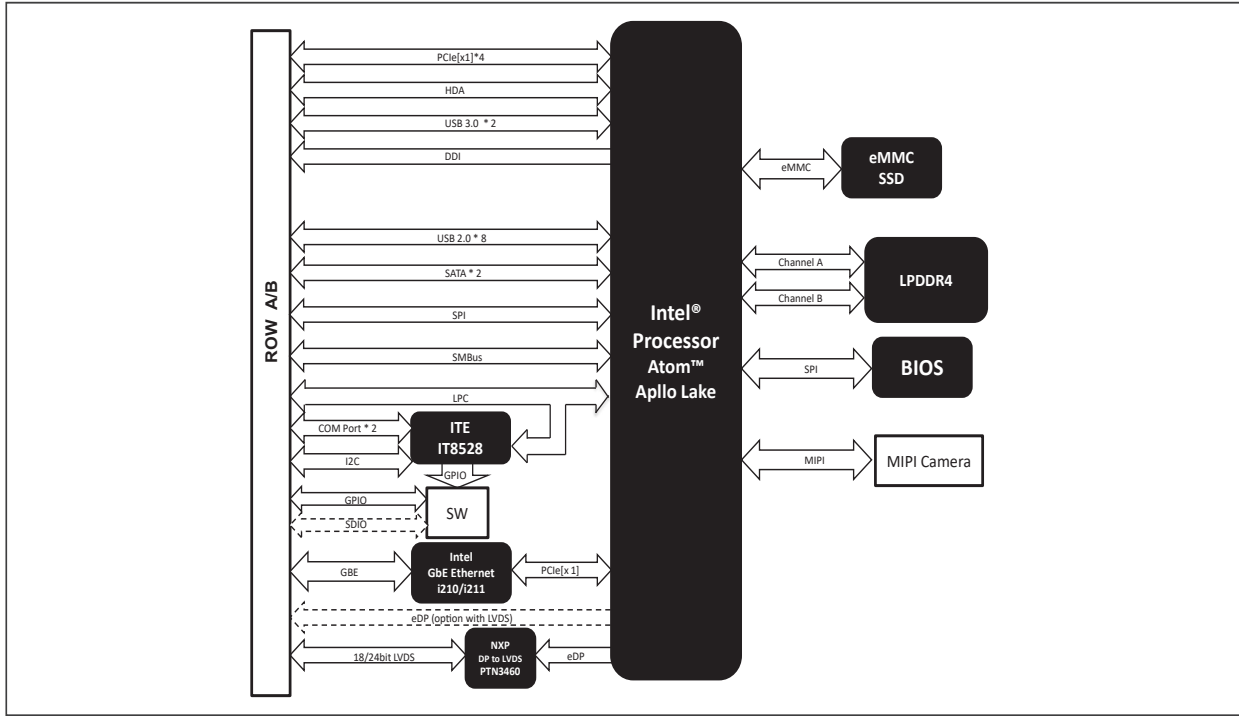 ROW A/B
PCIe[x1]*4
HDA
USB 3.0 * 2
DDI
USB 2.0 * 8
SATA * 2
SPI
SMBus
LPC
COM Port * 2
I2C
ITE
IT8528
GPIO
GPIO
SDIO
SW
GBE
Intel
GbE Ethernet
i210/i211
PCIe[x 1]
eDP (option with LVDS)
18/24bit LVDS
NXP
DP to LVDS
PTN3460
eDP
Intel®
Processor
Atom™
Apllo Lake
eMMC
eMMC
SSD
Channel A
Channel B
LPDDR4
SPI
BIOS
MIPI
MIPI Camera